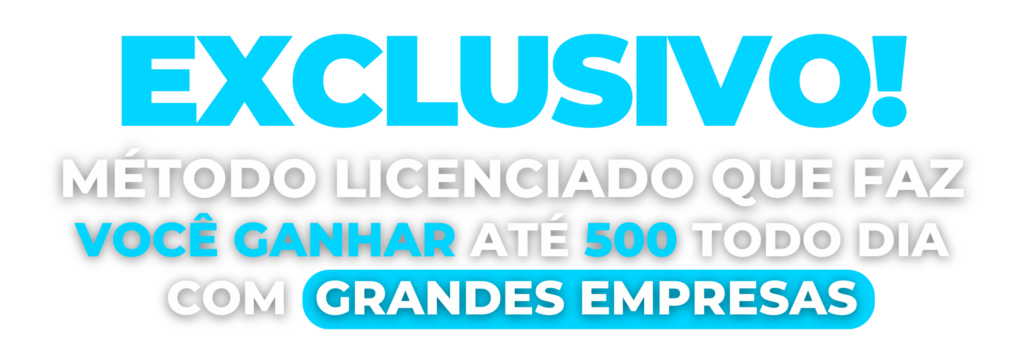 EXCLUSIVO!
MÉTODO LICENCIADO QUE FAZ
VOCÊ GANHAR ATÉ 500 TODO DIA
COM GRANDES EMPRESAS